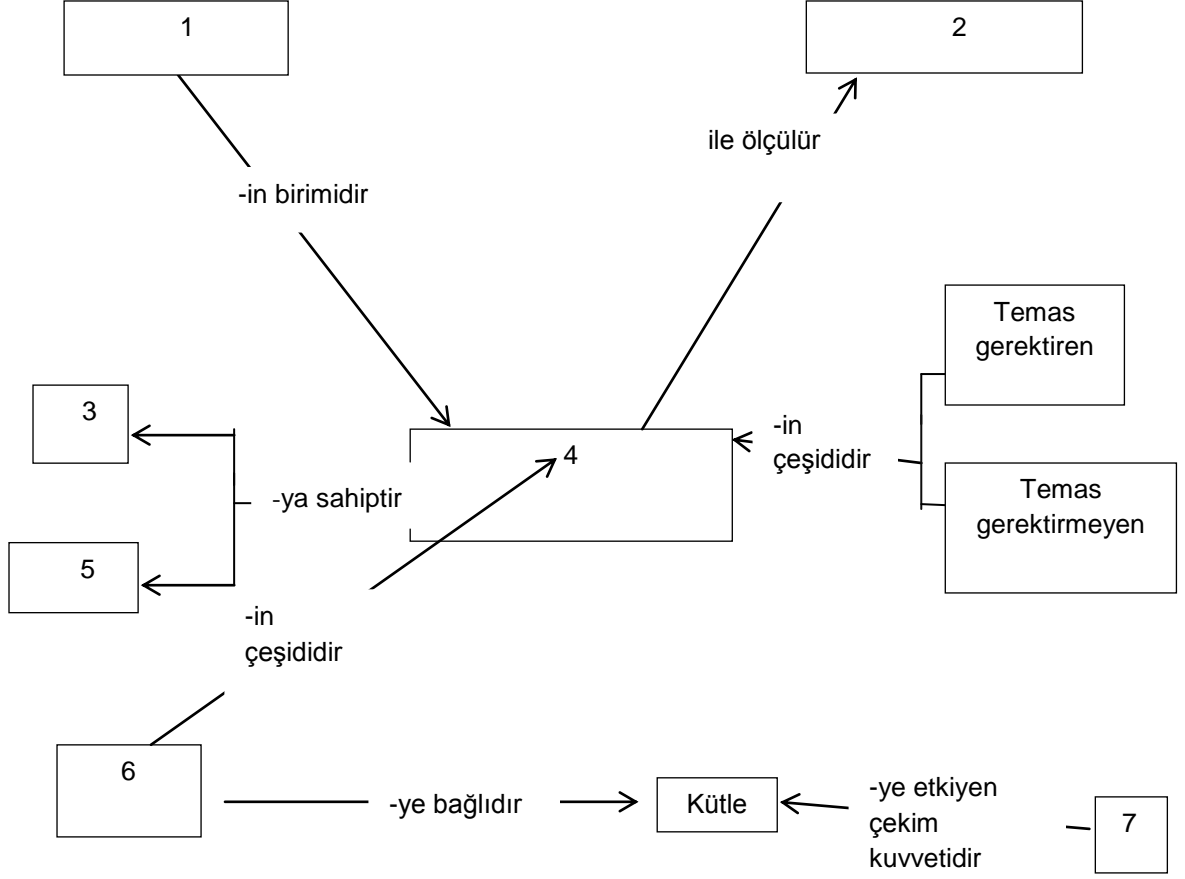 1
2
ile ölçülür
-in birimidir
Temas
gerektiren
3
4
-in
çeşididir
-ya sahiptir
Temas
gerektirmeyen
5
-in
çeşididir
6
-ye bağlıdır
Kütle
-ye etkiyen
çekim
kuvvetidir
7